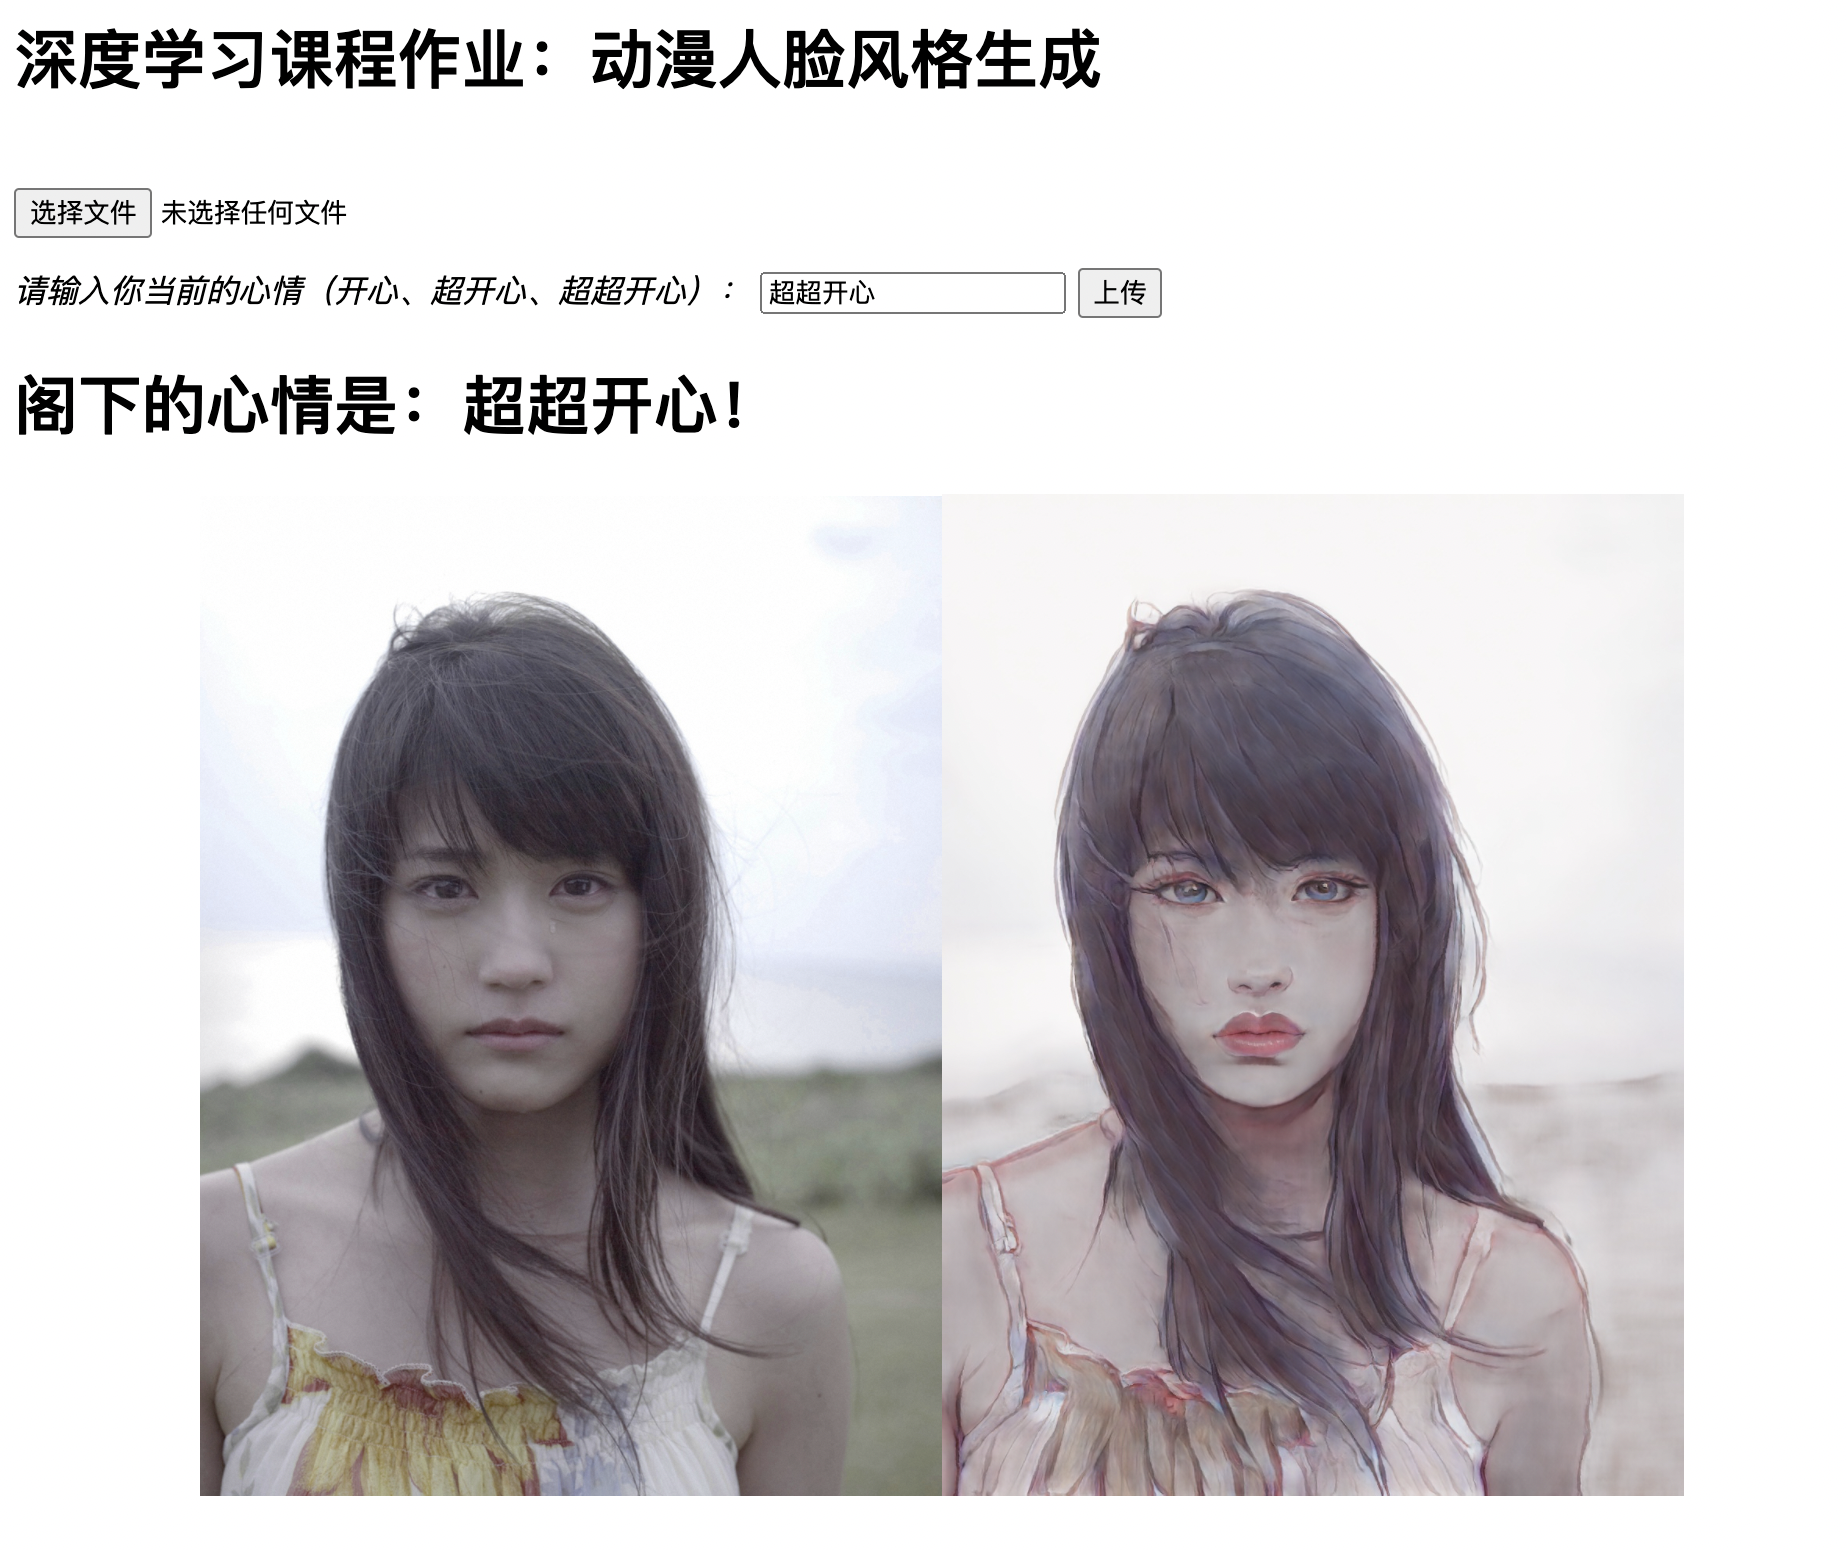 深度学习课程作业：动漫人脸风格生成
选择文件 未选择任何文件
请输入你当前的心情（开心、超开心、超超开心）： 超超开心 上传
阁下的心情是：超超开心！